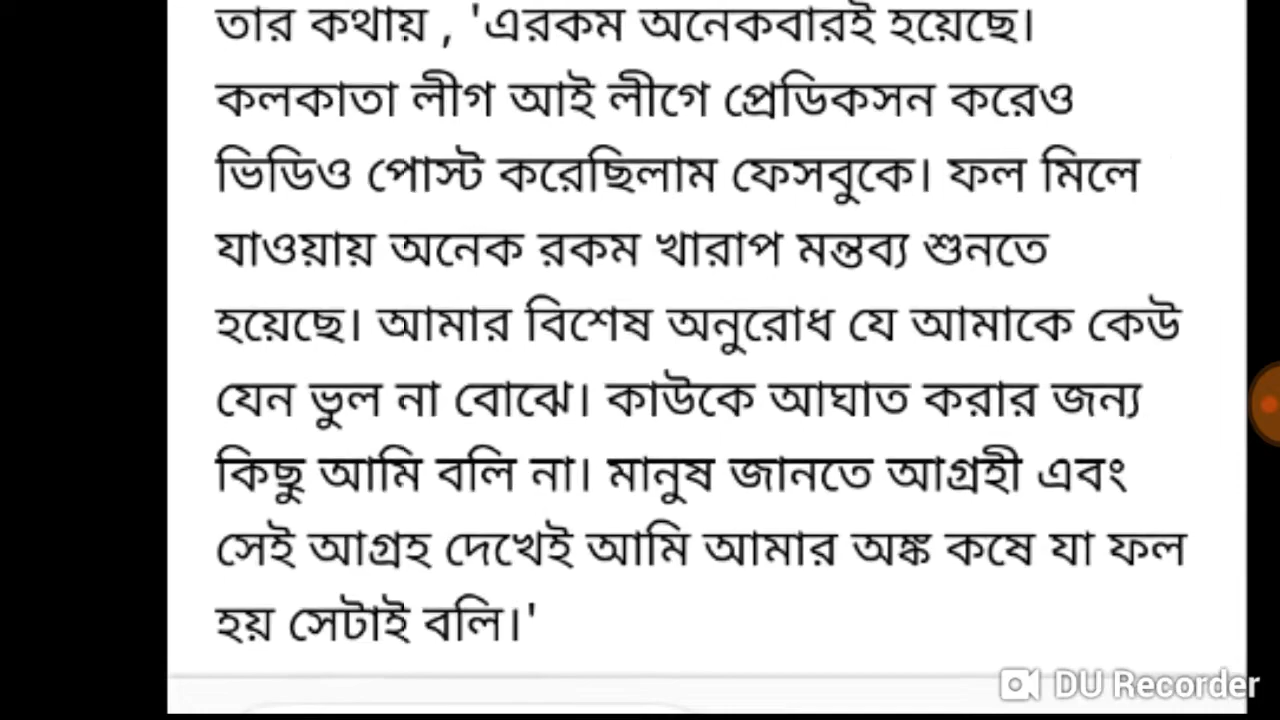 তার কথায় , 'এরকম অনেকবারই হয়েছে।
কলকাতা লীগ আই লীগে প্রেডিকসন করেও
ভিডিও পোস্ট করেছিলাম ফেসবুকে। ফল মিলে
যাওয়ায় অনেক রকম খারাপ মন্তব্য শুনতে
হয়েছে। আমার বিশেষ অনুরোধ যে আমাকে কেউ
যেন ভুল না বোঝে। কাউকে আঘাত করার জন্য
কিছু আমি বলি না। মানুষ জানতে আগ্রহী এবং
সেই আগ্রহ দেখেই আমি আমার অঙ্ক কষে যা ফল
হয় সেটাই বলি।'
DU Recorder